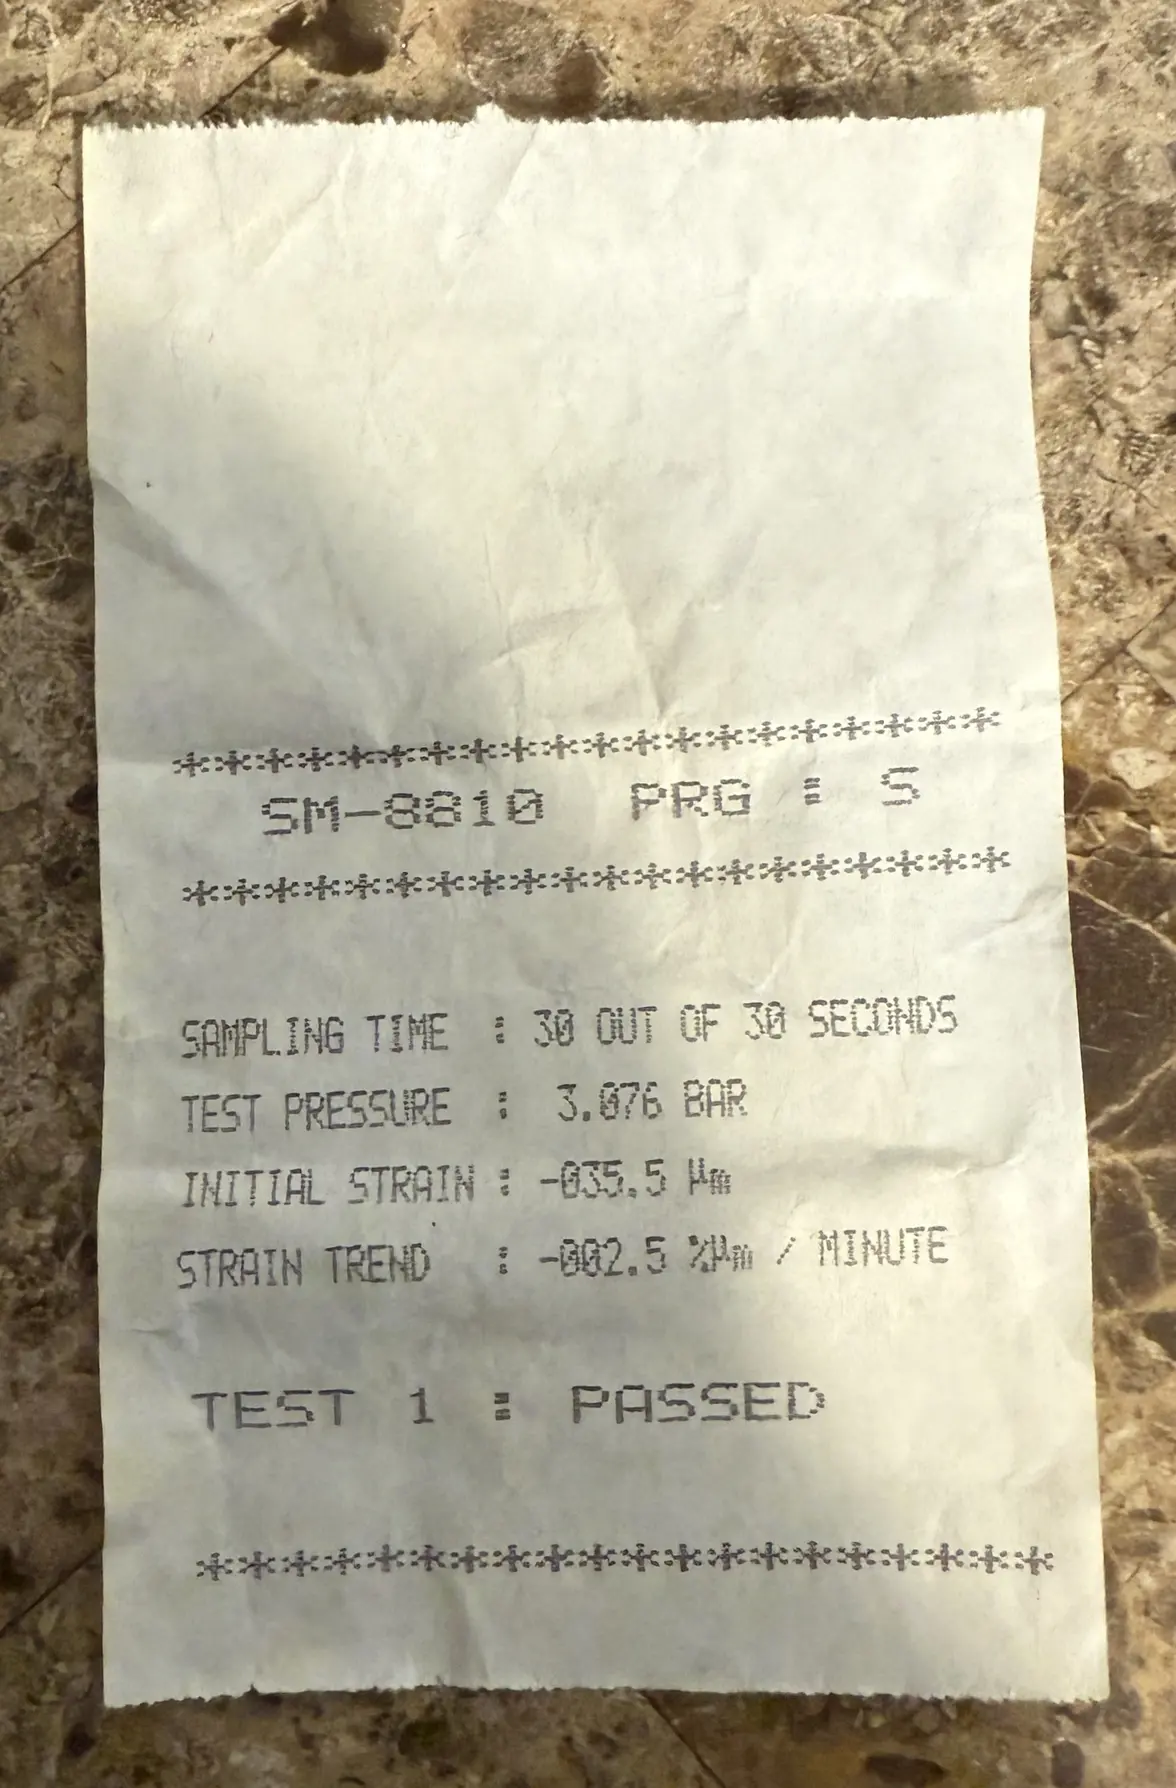 ********************
SM-8810 PRG : S
********************
SAMPLING TIME : 30 OUT OF 30 SECONDS
TEST PRESSURE : 3.076 BAR
INITIAL STRAIN : -035.5 µm
STRAIN TREND : -002.5 %µm / MINUTE
TEST 1 : PASSED
********************